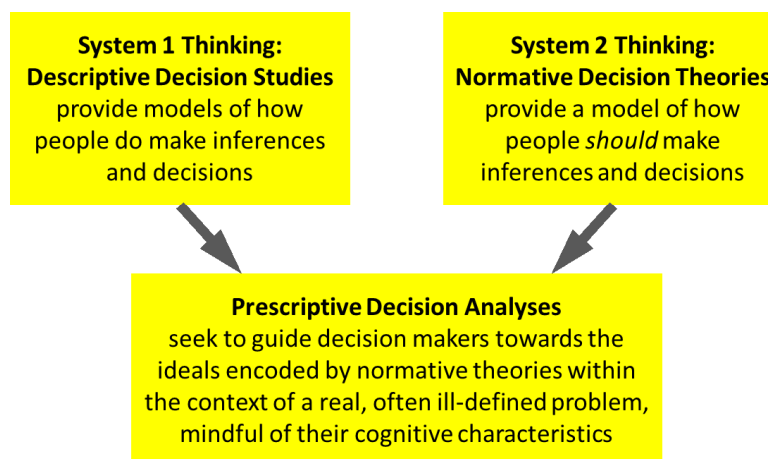 System 1 Thinking:
Descriptive Decision Studies
provide models of how
people do make inferences
and decisions
System 2 Thinking:
Normative Decision Theories
provide a model of how
people should make
inferences and decisions
Prescriptive Decision Analyses
seek to guide decision makers towards the
ideals encoded by normative theories within
the context of a real, often ill-defined problem,
mindful of their cognitive characteristics